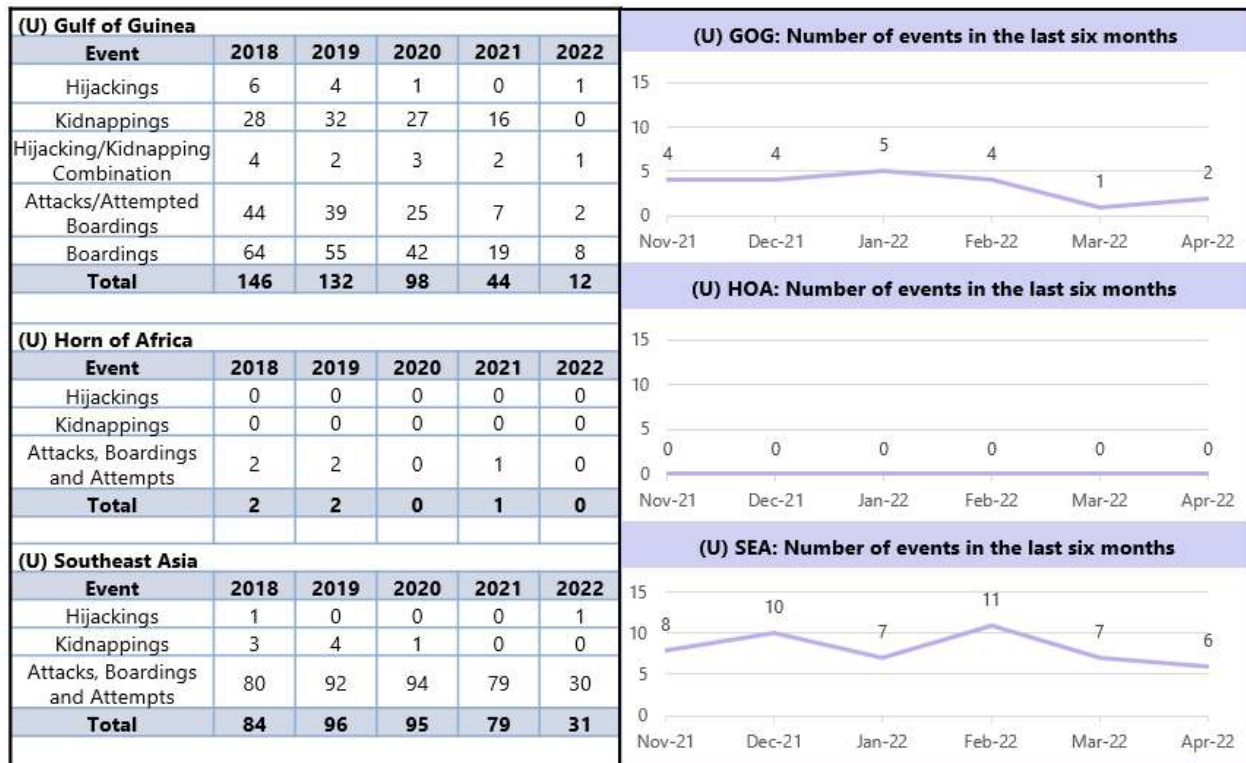 (U) Gulf of Guinea
Event 2018 2019 2020 2021 2022
Hijackings 6 4 1 0 1
Kidnappings 28 32 27 16 0
Hijacking/Kidnapping
Combination 4 2 3 2 1
Attacks/Attempted
Boardings 44 39 25 7 2
Boardings 64 55 42 19 8
Total 146 132 98 44 12
(U) Horn of Africa
Event 2018 2019 2020 2021 2022
Hijackings 0 0 0 0 0
Kidnappings 0 0 0 0 0
Attacks, Boardings
and Attempts 2 2 0 1 0
Total 2 2 0 1 0
(U) Southeast Asia
Event 2018 2019 2020 2021 2022
Hijackings 1 0 0 0 1
Kidnappings 3 4 1 0 0
Attacks, Boardings
and Attempts 80 92 94 79 30
Total 84 96 95 79 31
(U) GOG: Number of events in the last six months
15
10
5
0
4 4 5 4 1 2
Nov-21 Dec-21 Jan-22 Feb-22 Mar-22 Apr-22
(U) HOA: Number of events in the last six months
15
10
5
0
0 0 0 0 0 0
Nov-21 Dec-21 Jan-22 Feb-22 Mar-22 Apr-22
(U) SEA: Number of events in the last six months
15
10
5
0
8 10 7 11 7 6
Nov-21 Dec-21 Jan-22 Feb-22 Mar-22 Apr-22